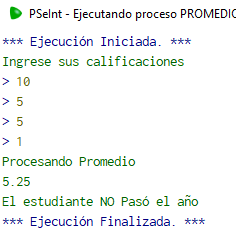 PSeInt - Ejecutando proceso PROMEDIO
*** Ejecución Iniciada. ***
Ingrese sus calificaciones
> 10
> 5
> 5
> 1
Procesando Promedio
5.25
El estudiante NO Pasó el año
*** Ejecución Finalizada. ***